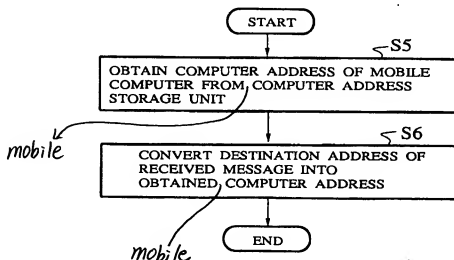 START
S5
OBTAIN COMPUTER ADDRESS OF MOBILE
COMPUTER FROM COMPUTER ADDRESS
STORAGE UNIT
mobile
S6
CONVERT DESTINATION ADDRESS OF
RECEIVED MESSAGE INTO
OBTAINED COMPUTER ADDRESS
mobile
END